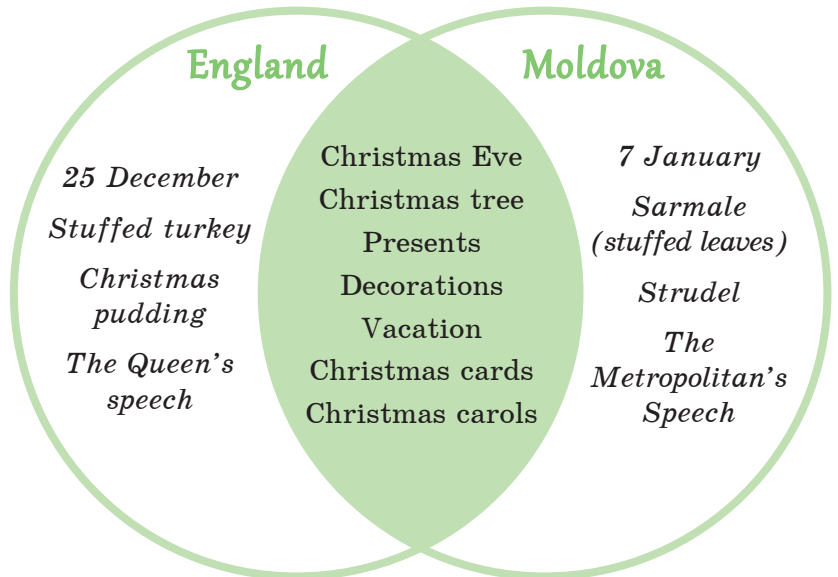 England
Moldova
25 December
Stuffed turkey
Christmas
pudding
The Queen's
speech
Christmas Eve
Christmas tree
Presents
Decorations
Vacation
Christmas cards
Christmas carols
7 January
Sarmale
(stuffed leaves)
Strudel
The
Metropolitan's
Speech